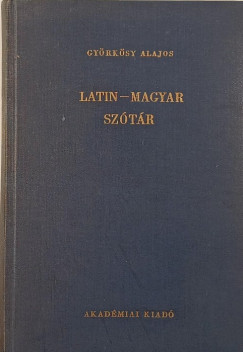 GYÖRKÖSY ALAJOS
LATIN–MAGYAR
SZÓTÁR
AKADÉMIAI KIADÓ